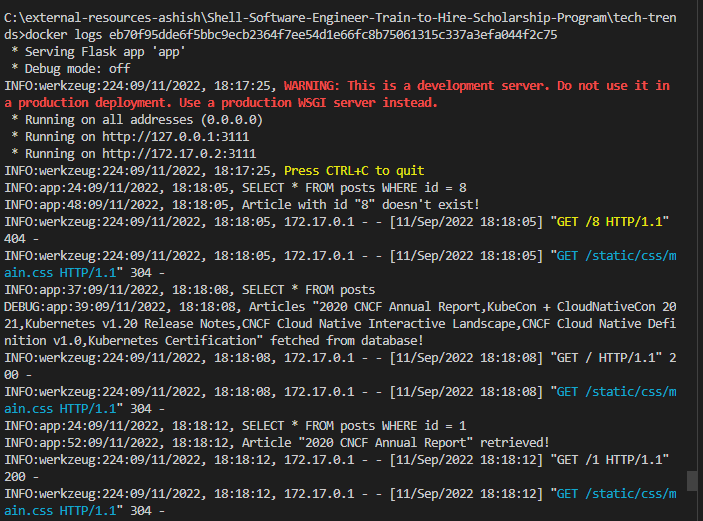 C:\external-resources-ashish\Shell-Software-Engineer-Train-to-Hire-Scholarship-Program\tech-tren
ds>docker logs eb70f95dde6f5bbc9ecb2364f7ee54d1e66fc8b75061315c337a3efa044f2c75
 * Serving Flask app 'app'
 * Debug mode: off
INFO:werkzeug:224:09/11/2022, 18:17:25, WARNING: This is a development server. Do not use it in
a production deployment. Use a production WSGI server instead.
 * Running on all addresses (0.0.0.0)
 * Running on http://127.0.0.1:3111
 * Running on http://172.17.0.2:3111
INFO:werkzeug:224:09/11/2022, 18:17:25, Press CTRL+C to quit
INFO:app:24:09/11/2022, 18:18:05, SELECT * FROM posts WHERE id = 8
INFO:app:48:09/11/2022, 18:18:05, Article with id "8" doesn't exist!
INFO:werkzeug:224:09/11/2022, 18:18:05, 172.17.0.1 - - [11/Sep/2022 18:18:05] "GET /8 HTTP/1.1"
404 -
INFO:werkzeug:224:09/11/2022, 18:18:05, 172.17.0.1 - - [11/Sep/2022 18:18:05] "GET /static/css/m
ain.css HTTP/1.1" 304 -
INFO:app:37:09/11/2022, 18:18:08, SELECT * FROM posts
DEBUG:app:39:09/11/2022, 18:18:08, Articles "2020 CNCF Annual Report,KubeCon + CloudNativeCon 20
21,Kubernetes v1.20 Release Notes,CNCF Cloud Native Interactive Landscape,CNCF Cloud Native Defi
nition v1.0,Kubernetes Certification" fetched from database!
INFO:werkzeug:224:09/11/2022, 18:18:08, 172.17.0.1 - - [11/Sep/2022 18:18:08] "GET / HTTP/1.1" 2
00 -
INFO:werkzeug:224:09/11/2022, 18:18:08, 172.17.0.1 - - [11/Sep/2022 18:18:08] "GET /static/css/m
ain.css HTTP/1.1" 304 -
INFO:app:24:09/11/2022, 18:18:12, SELECT * FROM posts WHERE id = 1
INFO:app:52:09/11/2022, 18:18:12, Article "2020 CNCF Annual Report" retrieved!
INFO:werkzeug:224:09/11/2022, 18:18:12, 172.17.0.1 - - [11/Sep/2022 18:18:12] "GET /1 HTTP/1.1"
200 -
INFO:werkzeug:224:09/11/2022, 18:18:12, 172.17.0.1 - - [11/Sep/2022 18:18:12] "GET /static/css/m
ain.css HTTP/1.1" 304 -